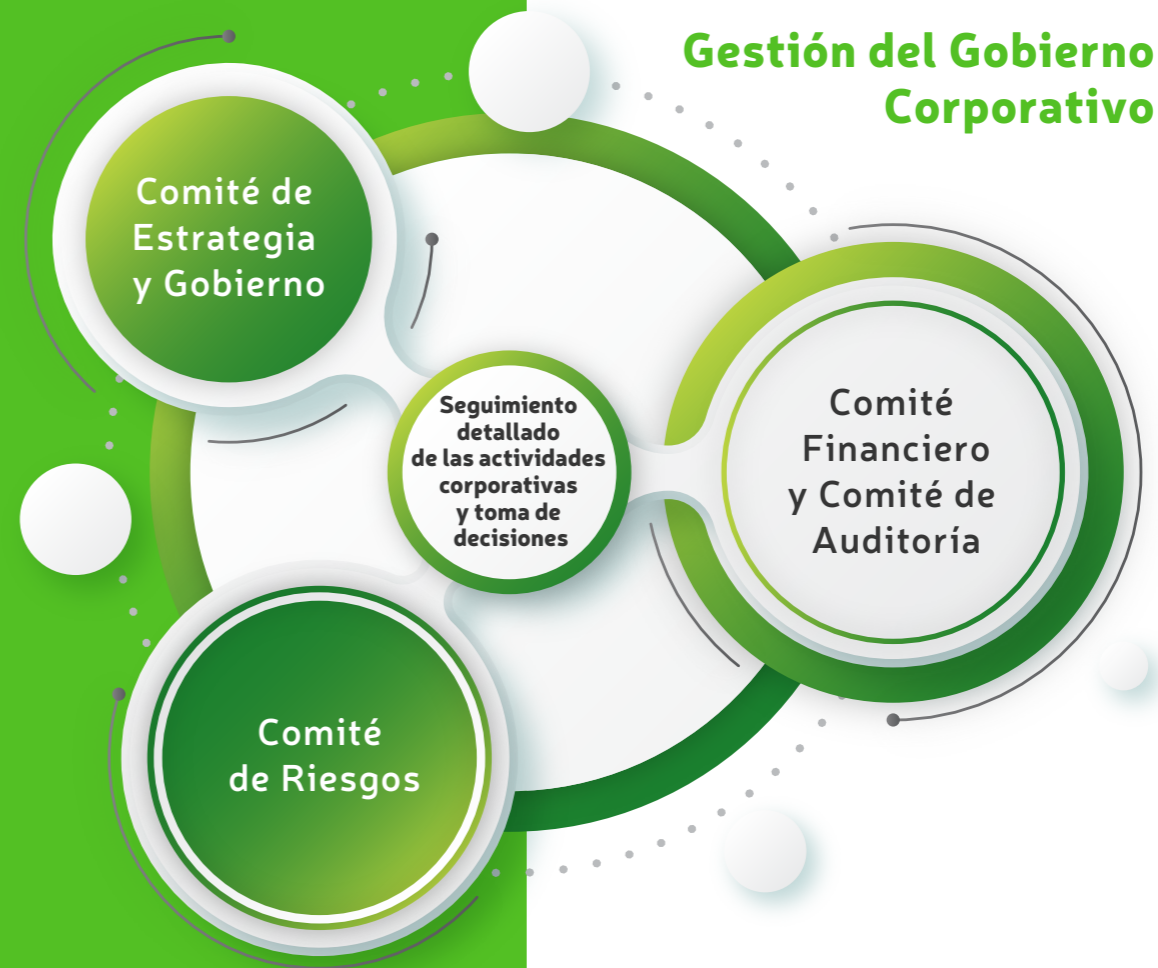 Gestión del Gobierno
Corporativo
Comité de
Estrategia
y Gobierno
Seguimiento
detallado
de las actividades
corporativas
y toma de
decisiones
Comité
Financiero
y Comité de
Auditoría
Comité
de Riesgos